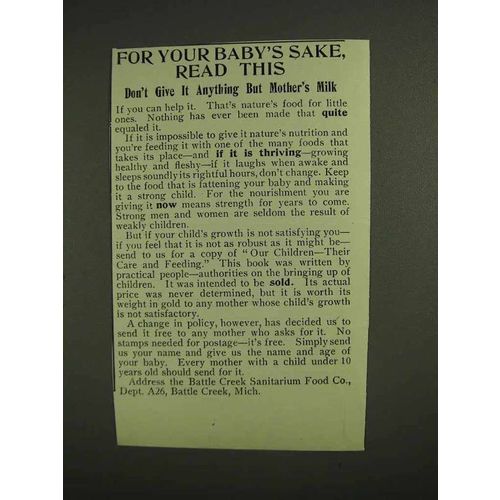 FOR YOUR BABY'S SAKE,
READ THIS
Don't Give It Anything But Mother's Milk
If you can help it. That's nature's food for little
ones. Nothing has ever been made that quite
equaled it.
If it is impossible to give it nature's nutrition and
you're feeding it with one of the many foods that
takes its place—and if it is thriving—growing
healthy and fleshy—if it laughs when awake and
sleeps soundly its rightful hours, don't change. Keep
to the food that is fattening your baby and making
it a strong child. For the nourishment you are
giving it now means strength for years to come.
Strong men and women are seldom the result of
weakly children.
But if your child's growth is not satisfying you—
if you feel that it is not as robust as it might be—
send to us for a copy of "Our Children—Their
Care and Feeding." This book was written by
practical people—authorities on the bringing up of
children. It was intended to be sold. Its actual
price was never determined, but it is worth its
weight in gold to any mother whose child's growth
is not satisfactory.
A change in policy, however, has decided us to
send it free to any mother who asks for it. No
stamps needed for postage—it's free. Simply send
us your name and give us the name and age of
your baby. Every mother with a child under 10
years old should send for it.
Address the Battle Creek Sanitarium Food Co.,
Dept. A26, Battle Creek, Mich.